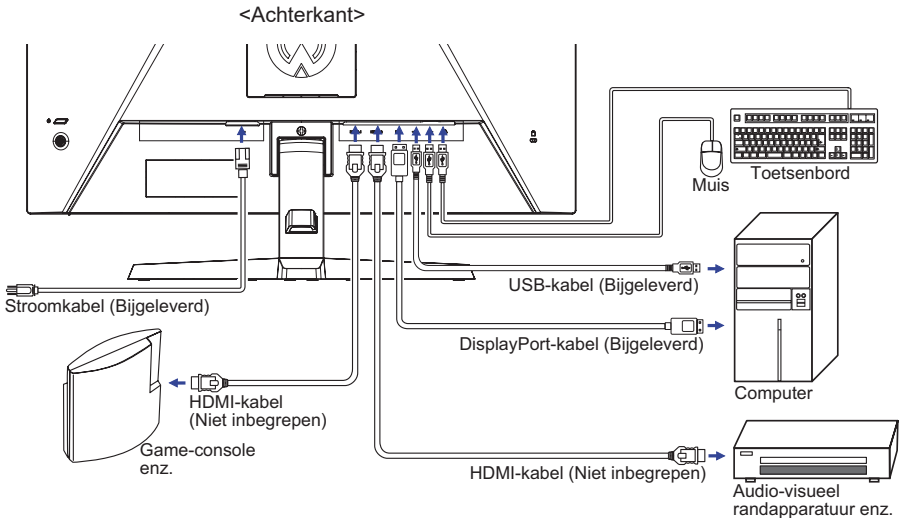 <Achterkant>
Muis
Toetsenbord
USB-kabel (Bijgeleverd)
Stroomkabel (Bijgeleverd)
DisplayPort-kabel (Bijgeleverd)
Computer
HDMI-kabel
(Niet inbegrepen)
Game-console
enz.
HDMI-kabel (Niet inbegrepen)
Audio-visueel
randapparatuur enz.